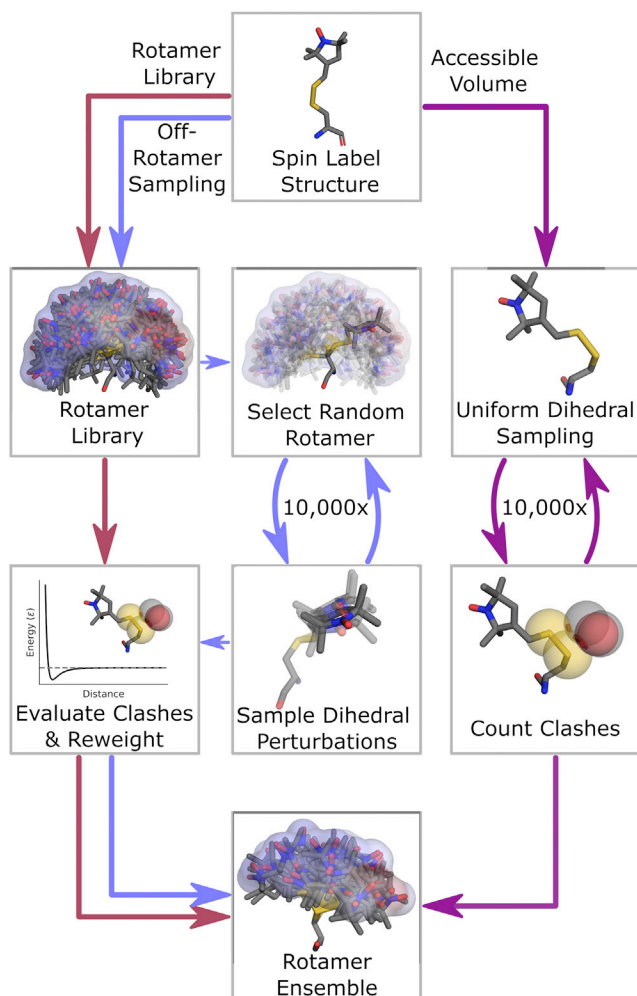 Rotamer
Library
Accessible
Volume
Off-
Rotamer
Sampling
Spin Label
Structure
Rotamer
Library
Select Random
Rotamer
Uniform Dihedral
Sampling
10,000x
10,000x
Energy (ε)
Distance
Evaluate Clashes
& Reweight
Sample Dihedral
Perturbations
Count Clashes
Rotamer
Ensemble